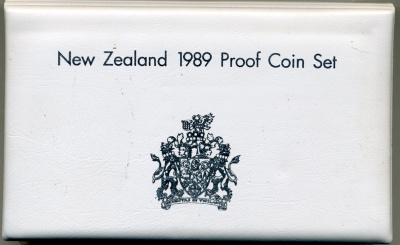 New Zealand 1989 Proof Coin Set